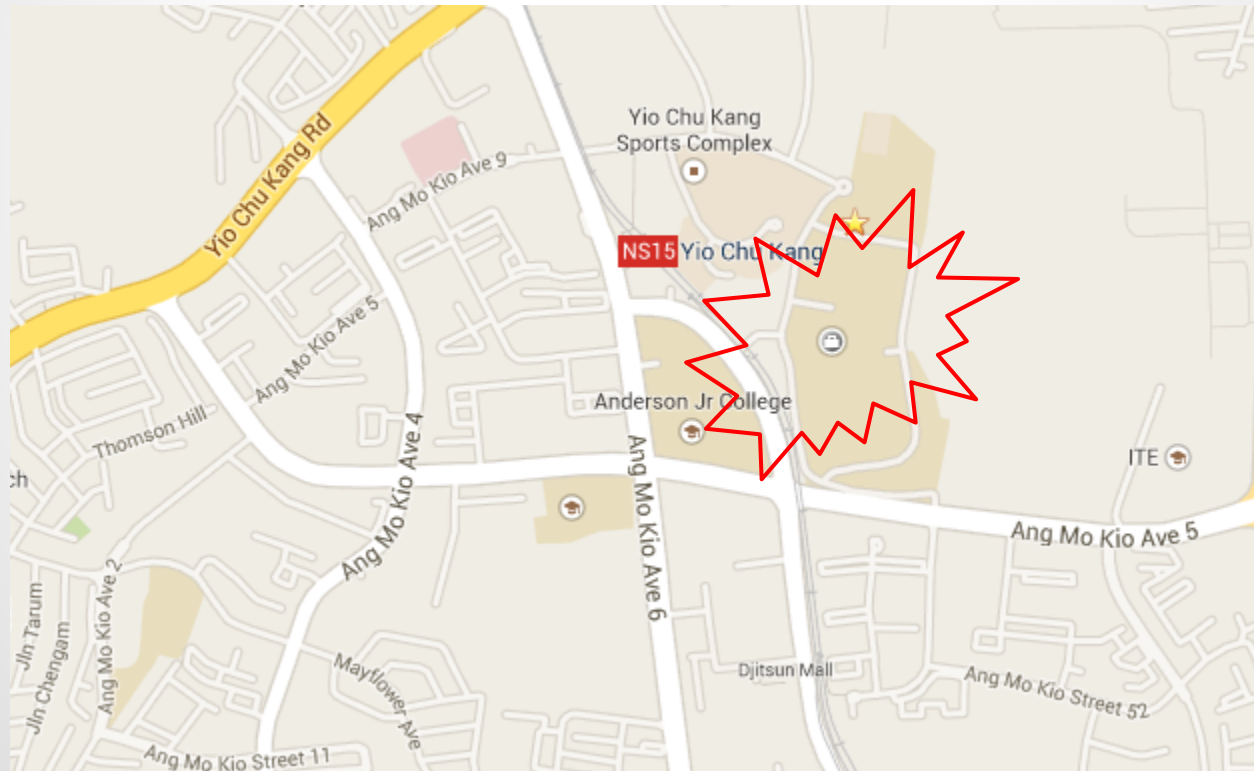 Yio Chu Kang
Sports Complex
Yio Chu Kang Rd
Ang Mo Kio Ave 9
NS15 Yio Chu Kang
Ang Mo Kio Ave 5
Anderson Jr College
Thomson Hill
Ang Mo Kio Ave 4
Ang Mo Kio Ave 6
ITE
ch
Ang Mo Kio Ave 5
Ang Mo Kio Ave 2
Jln Tarum
Jln Chengam
Mayflower Ave
Djitsun Mall
Ang Mo Kio Street 52
Ang Mo Kio Street 11